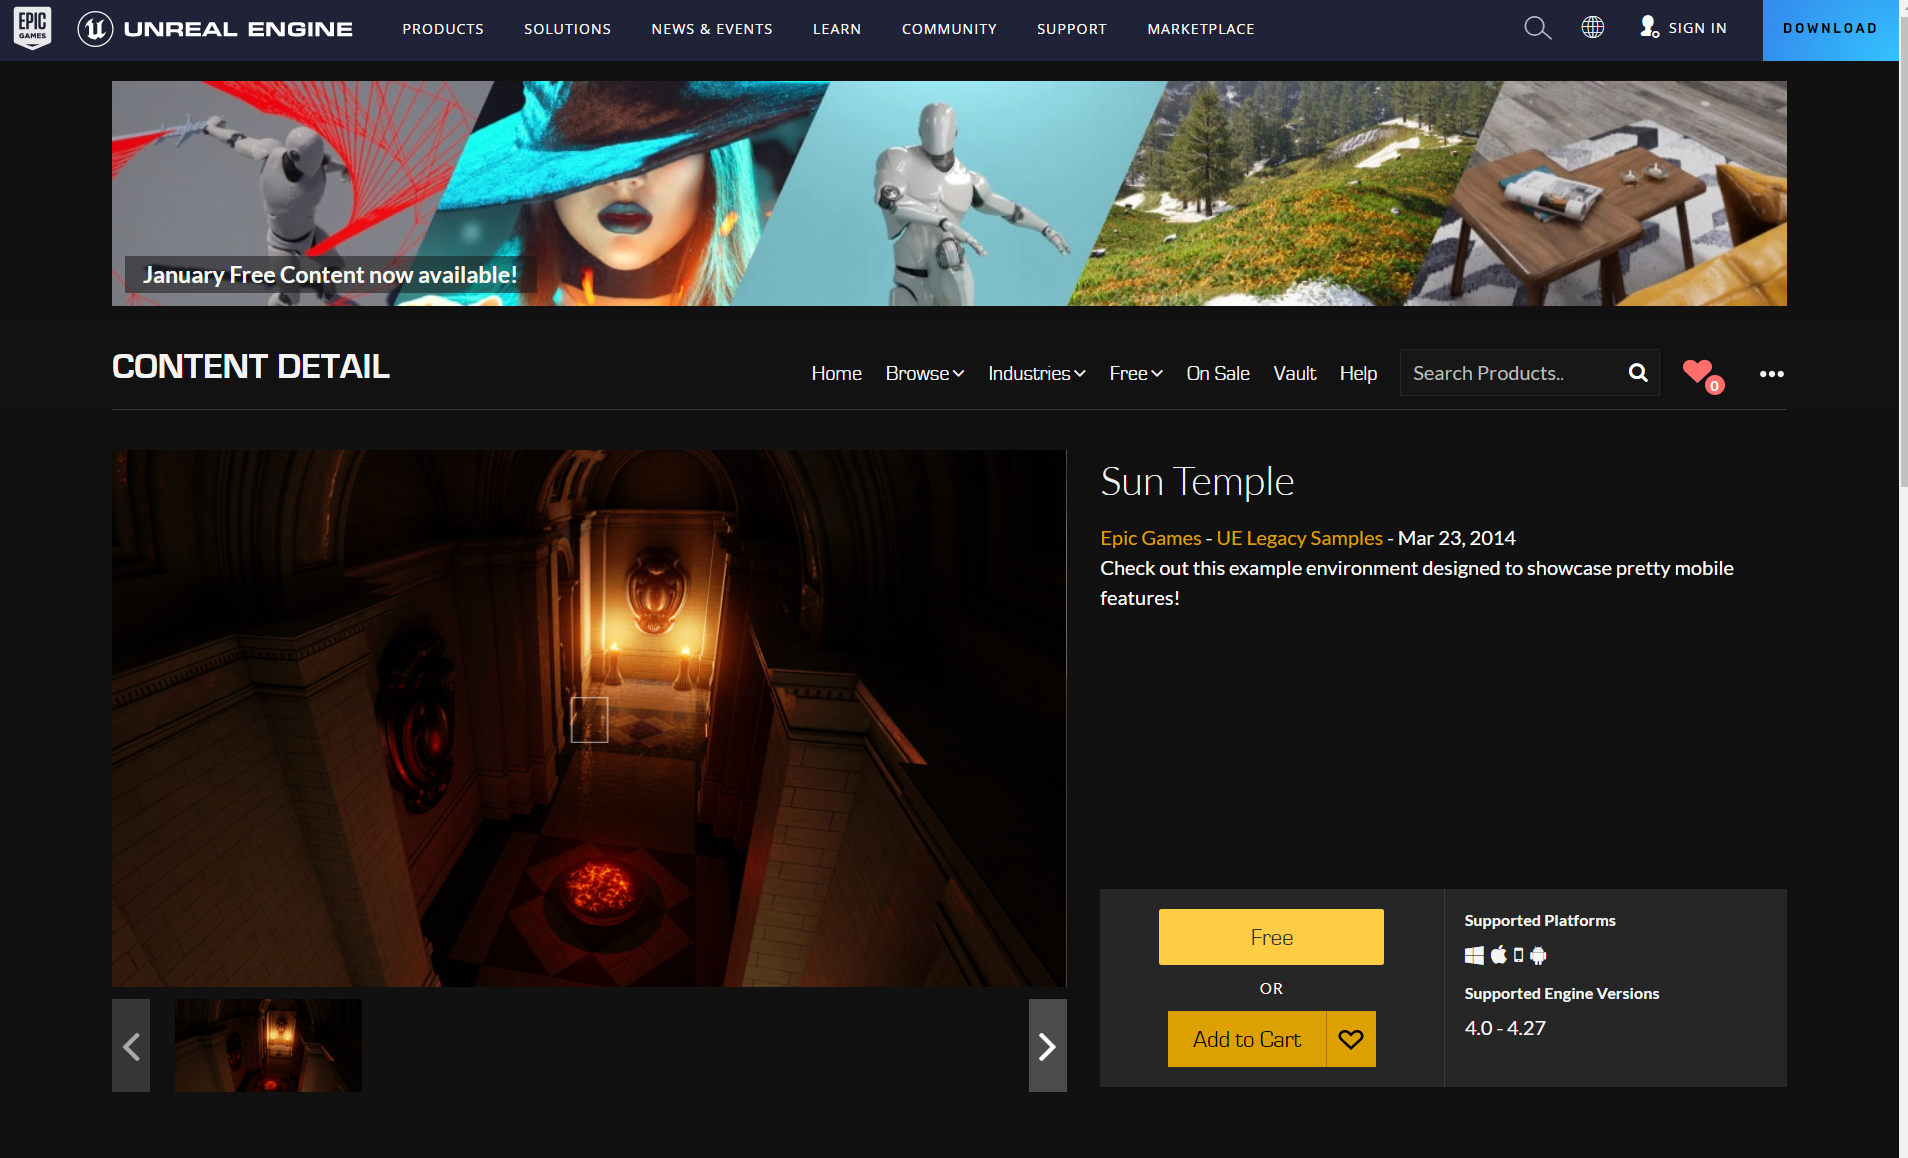 EPIC
GAMES
UNREAL ENGINE
PRODUCTS
SOLUTIONS
NEWS & EVENTS
LEARN
COMMUNITY
SUPPORT
MARKETPLACE
SIGN IN
DOWNLOAD
January Free Content now available!
CONTENT DETAIL
Home
Browse
Industries
Free
On Sale
Vault
Help
Search Products..
0
Sun Temple
Epic Games - UE Legacy Samples - Mar 23, 2014
Check out this example environment designed to showcase pretty mobile
features!
Free
OR
Add to Cart
Supported Platforms
Supported Engine Versions
4.0 - 4.27